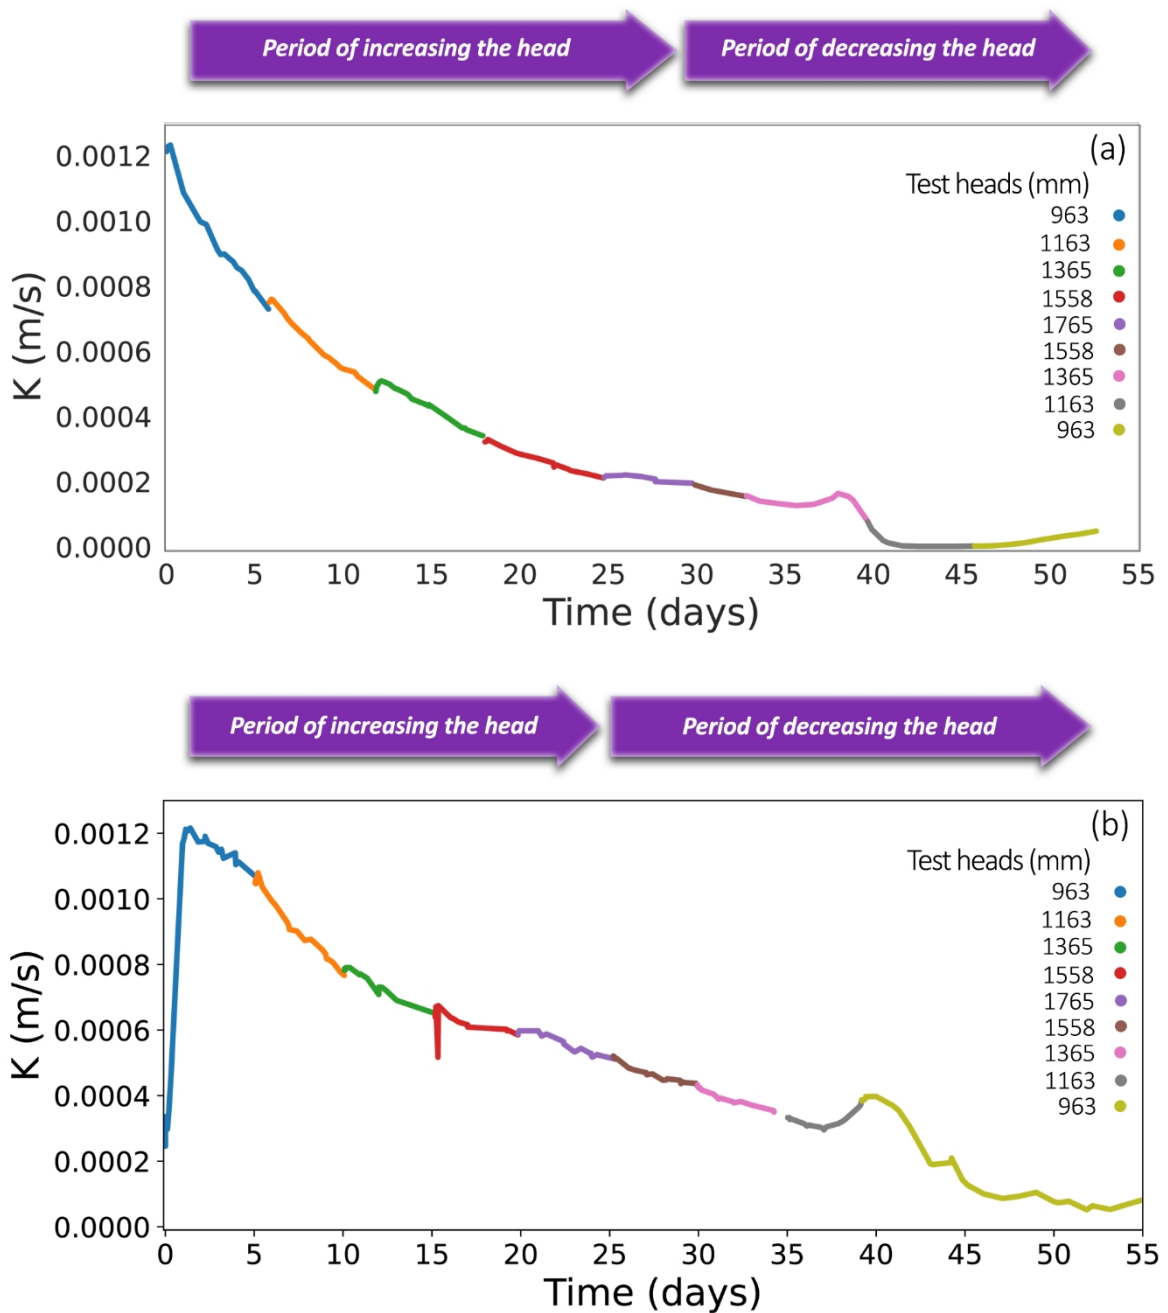 Period of increasing the head
Period of decreasing the head
(a)
Test heads (mm)
963
1163
1365
1558
1765
1558
1365
1163
963
0.0012
0.0010
0.0008
0.0006
0.0004
0.0002
0.0000
K (m/s)
0 5 10 15 20 25 30 35 40 45 50 55
Time (days)
Period of increasing the head
Period of decreasing the head
(b)
Test heads (mm)
963
1163
1365
1558
1765
1558
1365
1163
963
0.0012
0.0010
0.0008
0.0006
0.0004
0.0002
0.0000
K (m/s)
0 5 10 15 20 25 30 35 40 45 50 55
Time (days)